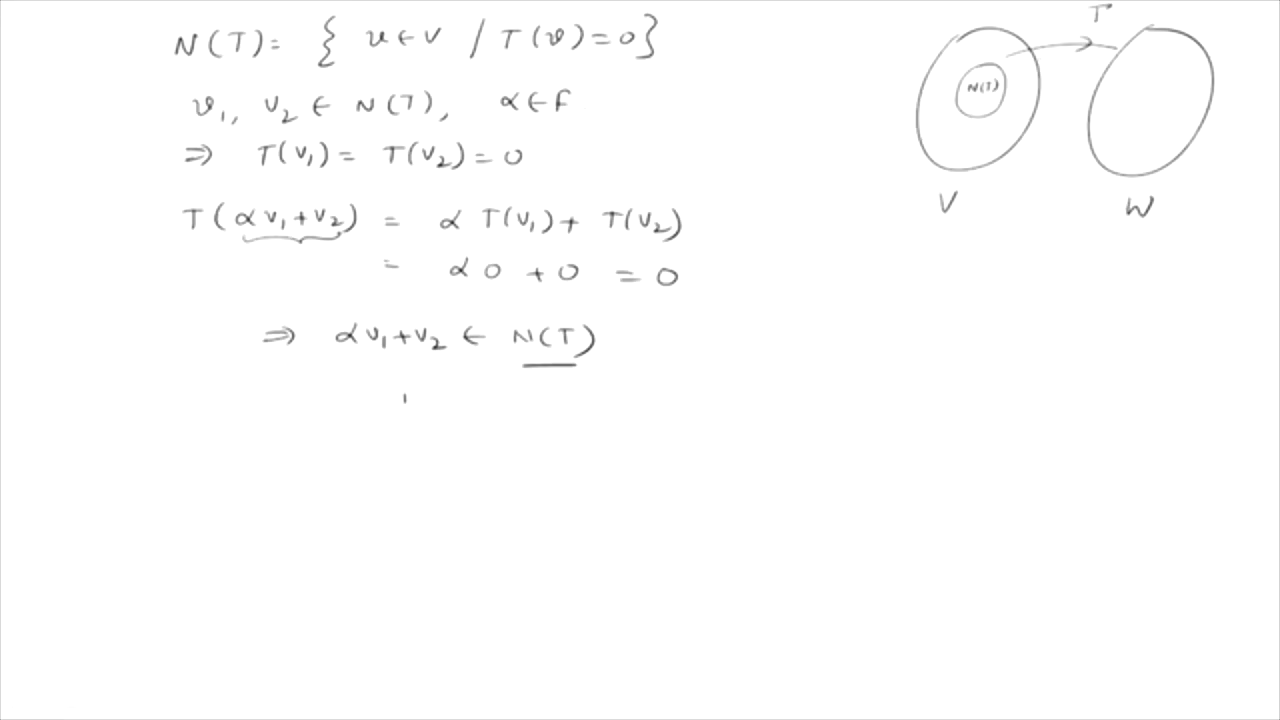 N(T) = { v ∈ V / T(v) = 0 }
v₁, v₂ ∈ N(T), α ∈ F
⇒ T(v₁) = T(v₂) = 0
T(αv₁ + v₂) = α T(v₁) + T(v₂)
= α 0 + 0 = 0
⇒ αv₁ + v₂ ∈ N(T)
T
N(T)
V W